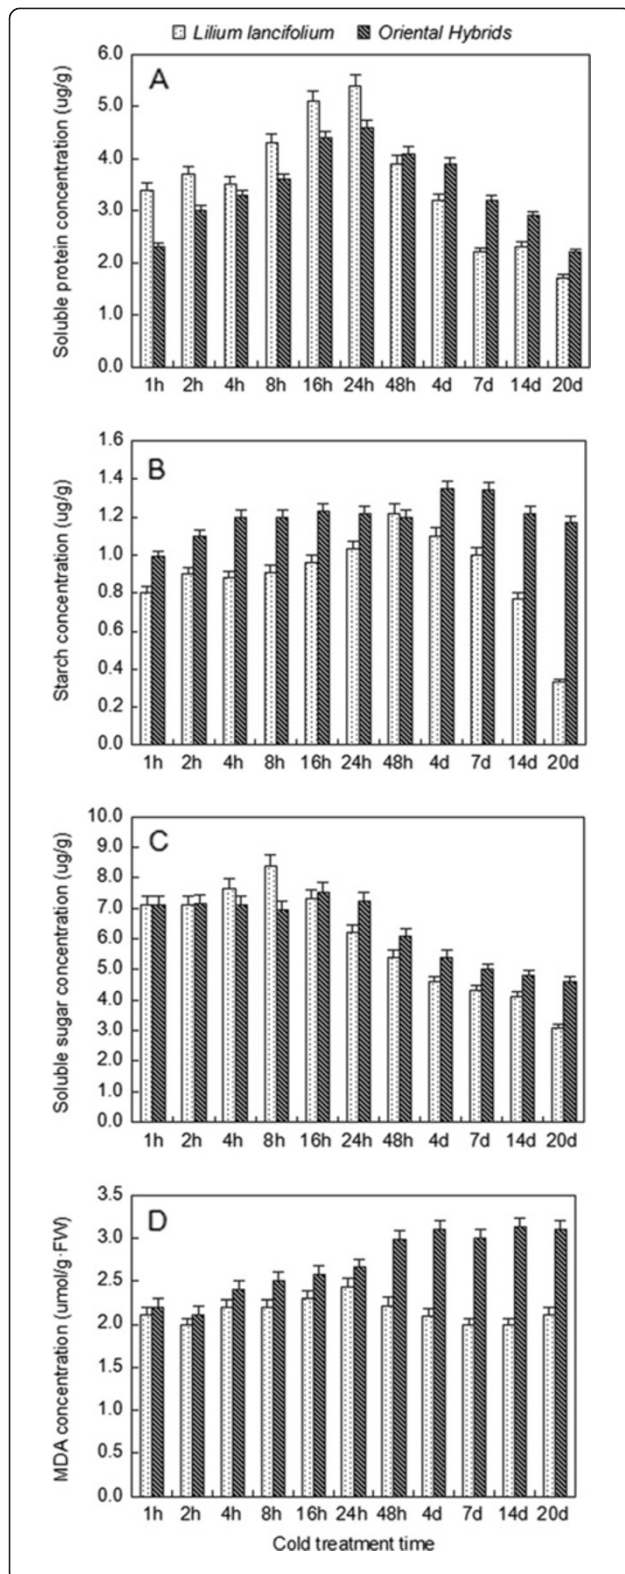 Lilium lancifolium Oriental Hybrids
A
Soluble protein concentration (ug/g)
6.0
5.0
4.0
3.0
2.0
1.0
0.0
1h 2h 4h 8h 16h 24h 48h 4d 7d 14d 20d
B
Starch concentration (ug/g)
1.6
1.4
1.2
1.0
0.8
0.6
0.4
0.2
0.0
1h 2h 4h 8h 16h 24h 48h 4d 7d 14d 20d
C
Soluble sugar concentration (ug/g)
10.0
9.0
8.0
7.0
6.0
5.0
4.0
3.0
2.0
1.0
0.0
1h 2h 4h 8h 16h 24h 48h 4d 7d 14d 20d
D
MDA concentration (umol/g·FW)
3.5
3.0
2.5
2.0
1.5
1.0
0.5
0.0
1h 2h 4h 8h 16h 24h 48h 4d 7d 14d 20d
Cold treatment time